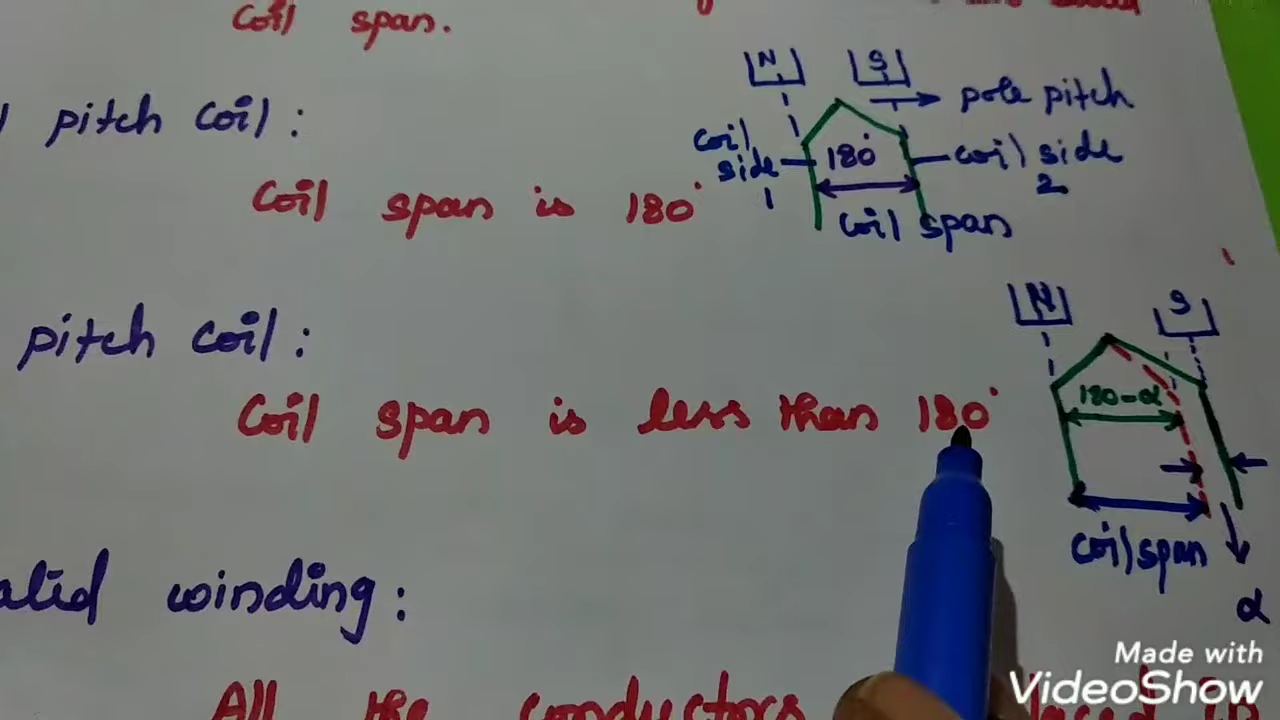 coil span.
pitch coil:
N S
pole pitch
coil side 1
180°
coil side 2
coil span
Coil span is 180°
pitch coil:
N S
180-α
Coil span is less than 180°
coil span
α
winding:
All the conductors
Made with
VideoShow